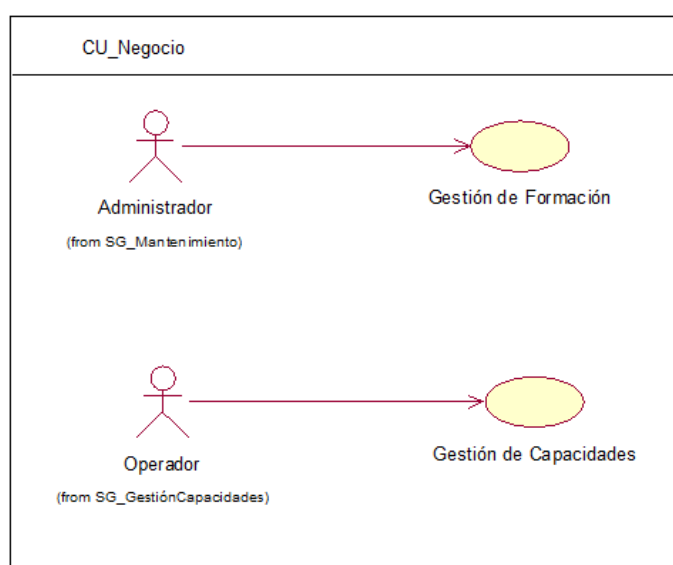 CU_Negocio
Administrador
(from SG_Mantenimiento)
Gestión de Formación
Operador
(from SG_GestiónCapacidades)
Gestión de Capacidades